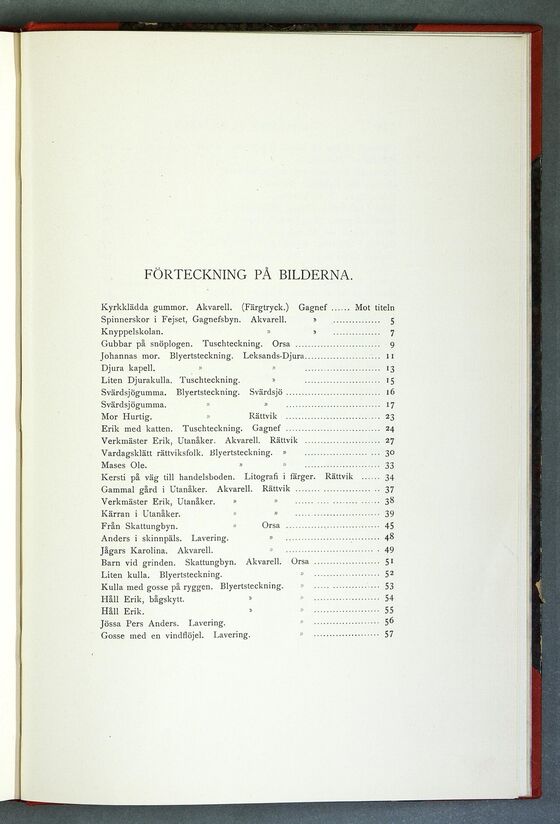 FÖRTECKNING PÅ BILDERNA.
Kyrkklädda gummor. Akvarell. (Färgtryck.) Gagnef ...... Mot titeln
Spinnerskor i Fejset, Gagnefsbyn. Akvarell. » ............... 5
Knyppelskolan. » » ............... 7
Gubbar på snöplogen. Tuschteckning. Orsa ........................... 9
Johannas mor. Blyertsteckning. Leksands-Djura........................ 11
Djura kapell. » » ........................ 13
Liten Djurakulla. Tuschteckning. » ........................ 15
Svärdsjögumma. Blyertsteckning. Svärdsjö .............................. 16
Svärdsjögumma. » » .............................. 17
Mor Hurtig. » Rättvik .............................. 23
Erik med katten. Tuschteckning. Gagnef .............................. 24
Verkmäster Erik, Utanåker. Akvarell. Rättvik ........................ 27
Vardagsklätt rättviksfolk. Blyertsteckning. » ........................ 30
Mases Ole. » » ........................ 33
Kersti på väg till handelsboden. Litografi i färger. Rättvik ...... 34
Gammal gård i Utanåker. Akvarell. Rättvik ........................... 37
Verkmäster Erik, Utanåker. » » ........................... 38
Kärran i Utanåker. » » ........................... 39
Från Skattungbyn. » Orsa .............................. 45
Anders i skinnpäls. Lavering. » .............................. 48
Jågars Karolina. Akvarell. » .............................. 49
Barn vid grinden. Skattungbyn. Akvarell. Orsa ..................... 51
Liten kulla. Blyertsteckning. » ..................... 52
Kulla med gosse på ryggen. Blyertsteckning. » ..................... 53
Håll Erik, bågskytt. » » ..................... 54
Håll Erik. » » ..................... 55
Jössa Pers Anders. Lavering. » ..................... 56
Gosse med en vindflöjel. Lavering. » ..................... 57